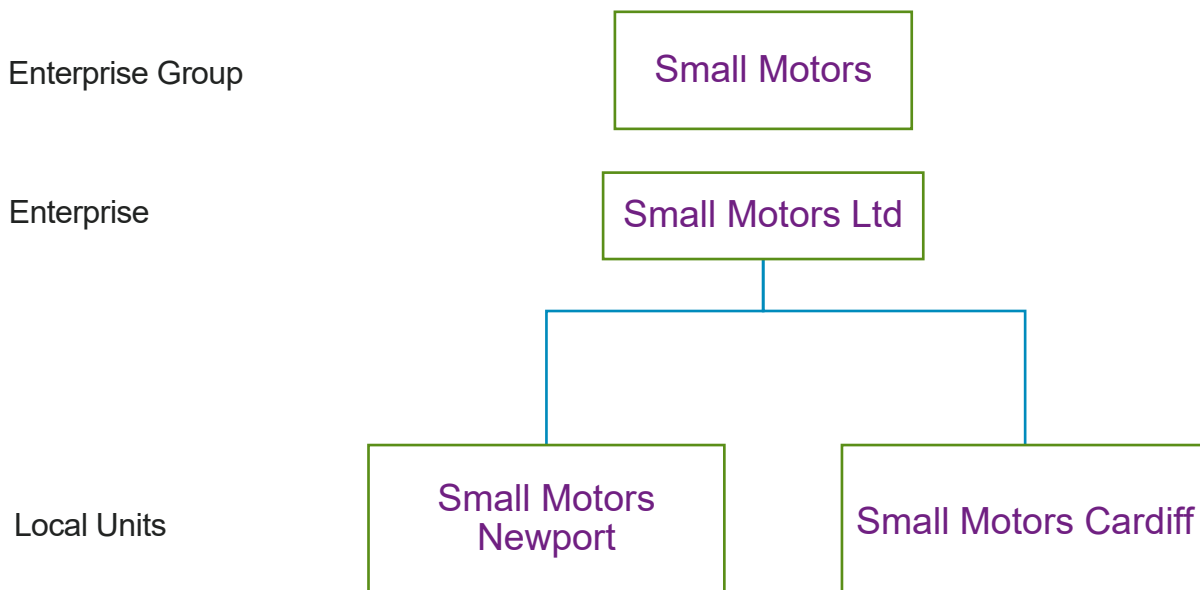 Enterprise Group
Small Motors
Enterprise
Small Motors Ltd
Local Units
Small Motors
Newport
Small Motors Cardiff